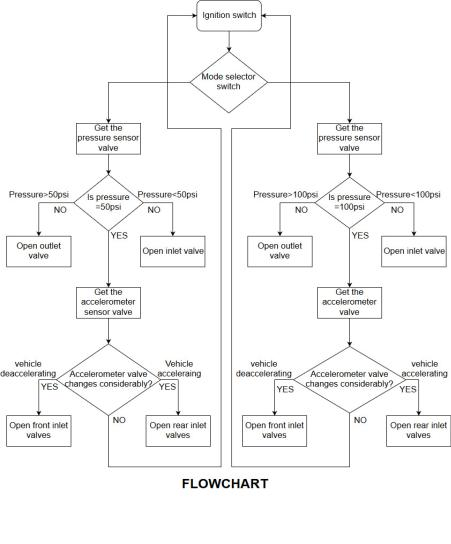 Ignition switch
Mode selector
switch
Get the
pressure sensor
valve
Get the
pressure sensor
valve
Pressure>50psi
Is pressure
=50psi
Pressure<50psi
NO
NO
YES
Pressure>100psi
Is pressure
=100psi
Pressure<100psi
NO
NO
YES
Open outlet
valve
Open inlet valve
Open outlet
valve
Open inlet valve
Get the
accelerometer
sensor valve
Get the
accelerometer
valve
vehicle
deaccelerating
YES
Accelerometer valve
changes considerably?
Vehicle
acceleraing
YES
NO
vehicle
deaccelerating
YES
Accelerometer valve
changes considerably?
vehicle
accelerating
YES
NO
Open front inlet
valves
Open rear inlet
valves
Open front inlet
valves
Open rear inlet
valves
FLOWCHART